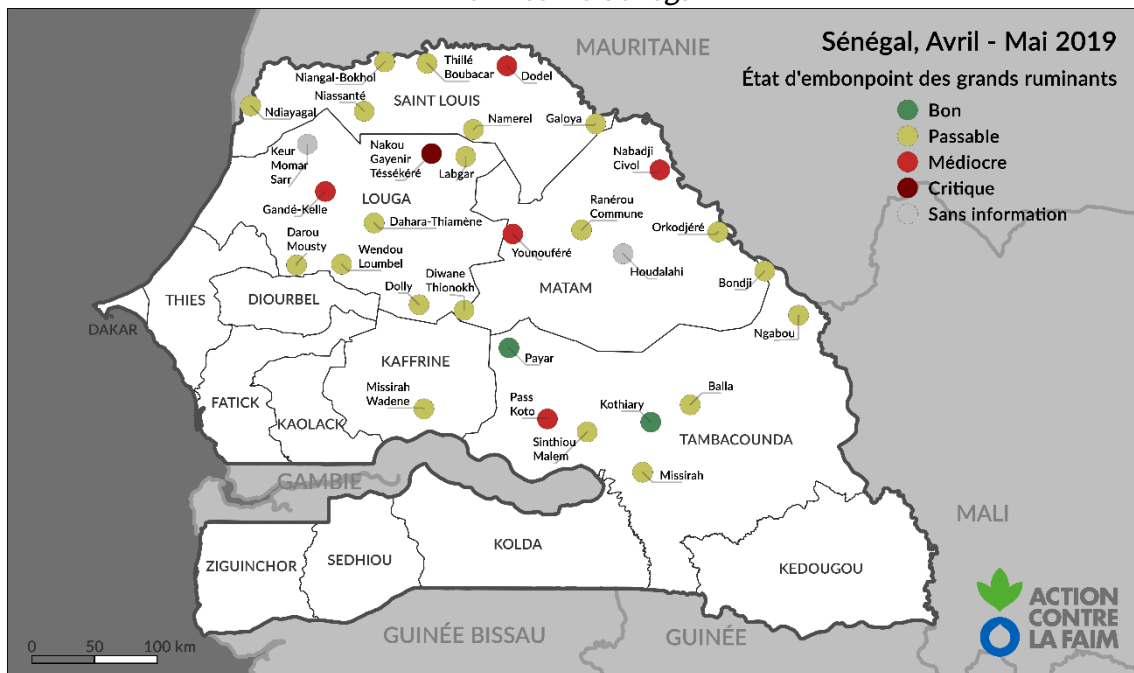 MAURITANIE
Sénégal, Avril - Mai 2019
État d'embonpoint des grands ruminants
Bon
Passable
Médiocre
Critique
Sans information
Niangal-Bokhol
Thillé
Boubacar
Dodel
Niassanté
SAINT LOUIS
Ndiayagal
Namerel
Galoya
Keur
Momar
Sarr
Nakou
Gayenir
Téssékéré
Labgar
Nabadji
Civol
Gandé-Kelle
LOUGA
Ranérou
Commune
Dahara-Thiamène
Orkodjéré
Darou
Mousty
Wendou
Loumbel
Younouféré
Houdalahi
Diwane
Thionokh
Dolly
MATAM
Bondji
THIES
DIOURBEL
DAKAR
Ngabou
KAFFRINE
Payar
Missirah
Wadene
Balla
Pass
Koto
Kothiary
FATICK
KAOLACK
Sinthiou
Malem
TAMBACOUNDA
Missirah
GAMBIE
MALI
ZIGUINCHOR
SEDHIOU
KOLDA
KEDOUGOU
GUINÉE BISSAU
GUINÉE
ACTION
CONTRE
LA FAIM
0 50 100 km